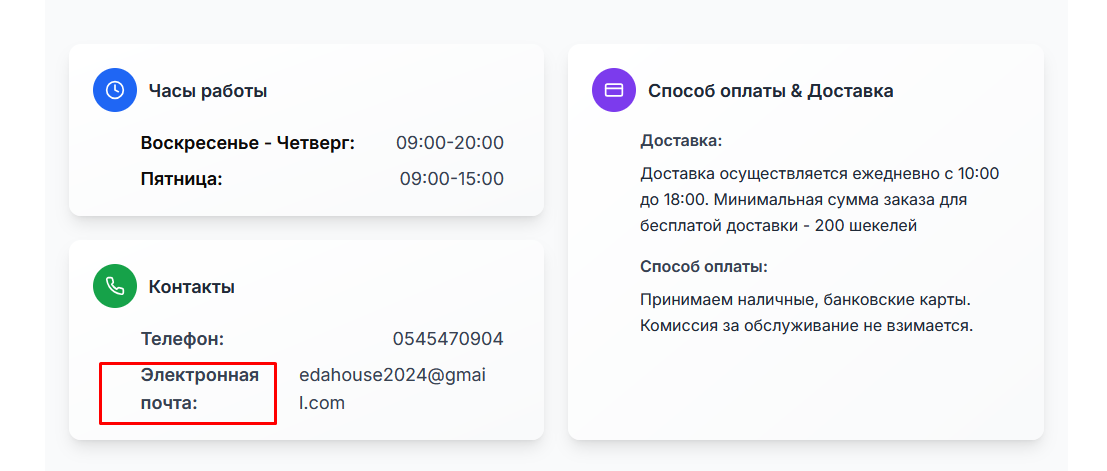 Часы работы
Воскресенье - Четверг: 09:00-20:00
Пятница: 09:00-15:00
Контакты
Телефон: 0545470904
Электронная почта:
edahouse2024@gmai
l.com
Способ оплаты & Доставка
Доставка:
Доставка осуществляется ежедневно с 10:00
до 18:00. Минимальная сумма заказа для
бесплатой доставки - 200 шекелей
Способ оплаты:
Принимаем наличные, банковские карты.
Комиссия за обслуживание не взимается.